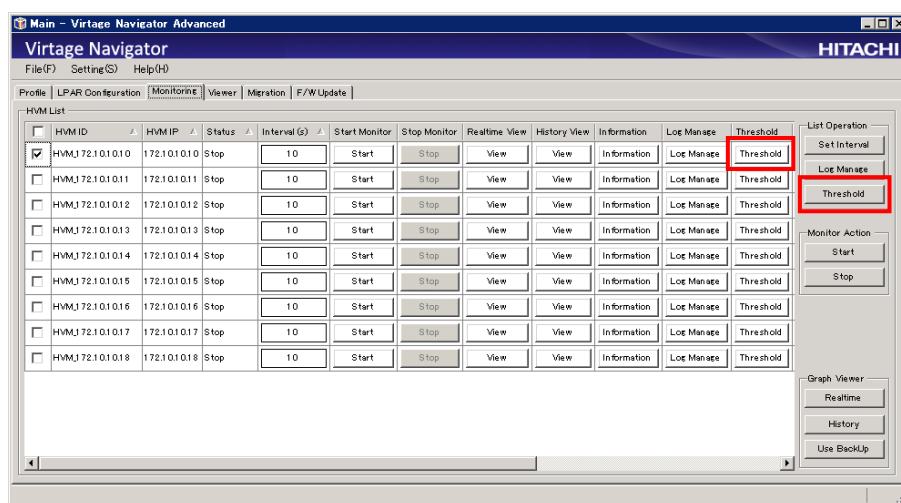 Main - Virtage Navigator Advanced
Virtage Navigator HITACHI
File(F) Setting(S) Help(H)
Profile LPAR Configuration Monitoring Viewer Migration F/W Update
HVM List
HVM ID HVM IP Status Interval (s) Start Monitor Stop Monitor Realtime View History View Information Log Manage Threshold
HVM_172.10.10.10 172.10.10.10 Stop 10 Start Stop View View Information Log Manage Threshold
HVM_172.10.10.11 172.10.10.11 Stop 10 Start Stop View View Information Log Manage Threshold
HVM_172.10.10.12 172.10.10.12 Stop 10 Start Stop View View Information Log Manage Threshold
HVM_172.10.10.13 172.10.10.13 Stop 10 Start Stop View View Information Log Manage Threshold
HVM_172.10.10.14 172.10.10.14 Stop 10 Start Stop View View Information Log Manage Threshold
HVM_172.10.10.15 172.10.10.15 Stop 10 Start Stop View View Information Log Manage Threshold
HVM_172.10.10.16 172.10.10.16 Stop 10 Start Stop View View Information Log Manage Threshold
HVM_172.10.10.17 172.10.10.17 Stop 10 Start Stop View View Information Log Manage Threshold
HVM_172.10.10.18 172.10.10.18 Stop 10 Start Stop View View Information Log Manage Threshold
List Operation
Set Interval
Log Manage
Threshold
Monitor Action
Start
Stop
Graph Viewer
Realtime
History
Use BackUp